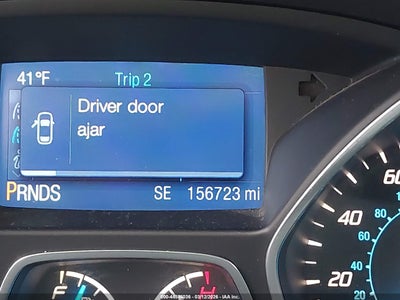 41°F Trip 2
Driver door
ajar
PRNDS SE 156723 mi
60
40
20
80
60
40
20
F H